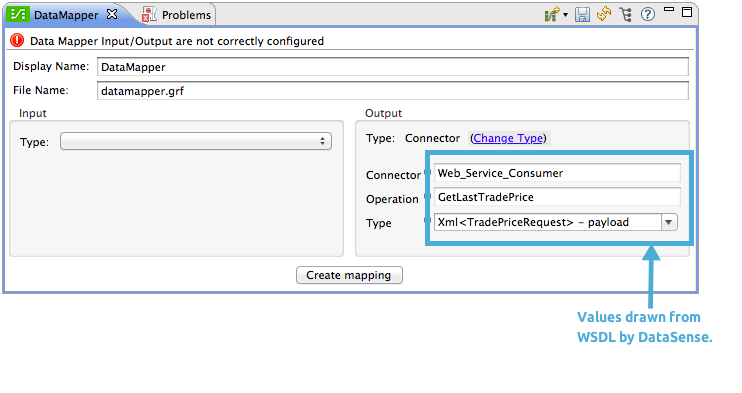 DataMapper Problems
Data Mapper Input/Output are not correctly configured
Display Name: DataMapper
File Name: datamapper.grf
Input
Type:
Output
Type: Connector (Change Type)
Connector Web_Service_Consumer
Operation GetLastTradePrice
Type Xml<TradePriceRequest> - payload
Create mapping
Values drawn from
WSDL by DataSense.